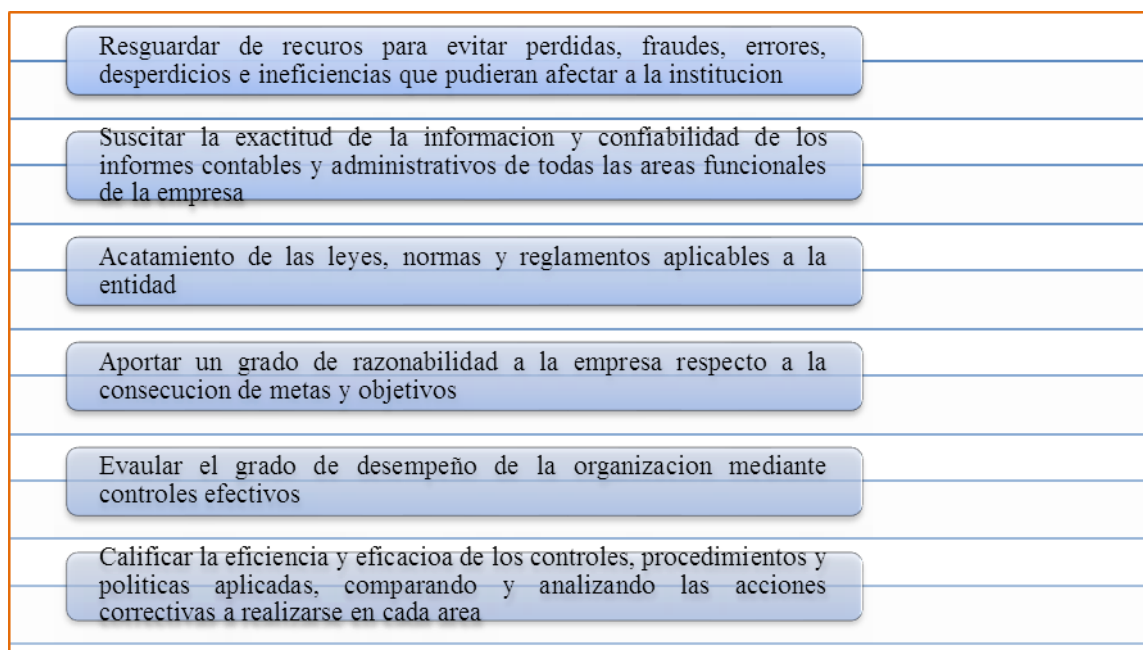 Resguardar de recuros para evitar perdidas, fraudes, errores,
desperdicios e ineficiencias que pudieran afectar a la institucion
Suscitar la exactitud de la informacion y confiabilidad de los
informes contables y administrativos de todas las areas funcionales
de la empresa
Acatamiento de las leyes, normas y reglamentos aplicables a la
entidad
Aportar un grado de razonabilidad a la empresa respecto a la
consecucion de metas y objetivos
Evaular el grado de desempeño de la organizacion mediante
controles efectivos
Calificar la eficiencia y eficacioa de los controles, procedimientos y
politicas aplicadas, comparando y analizando las acciones
correctivas a realizarse en cada area